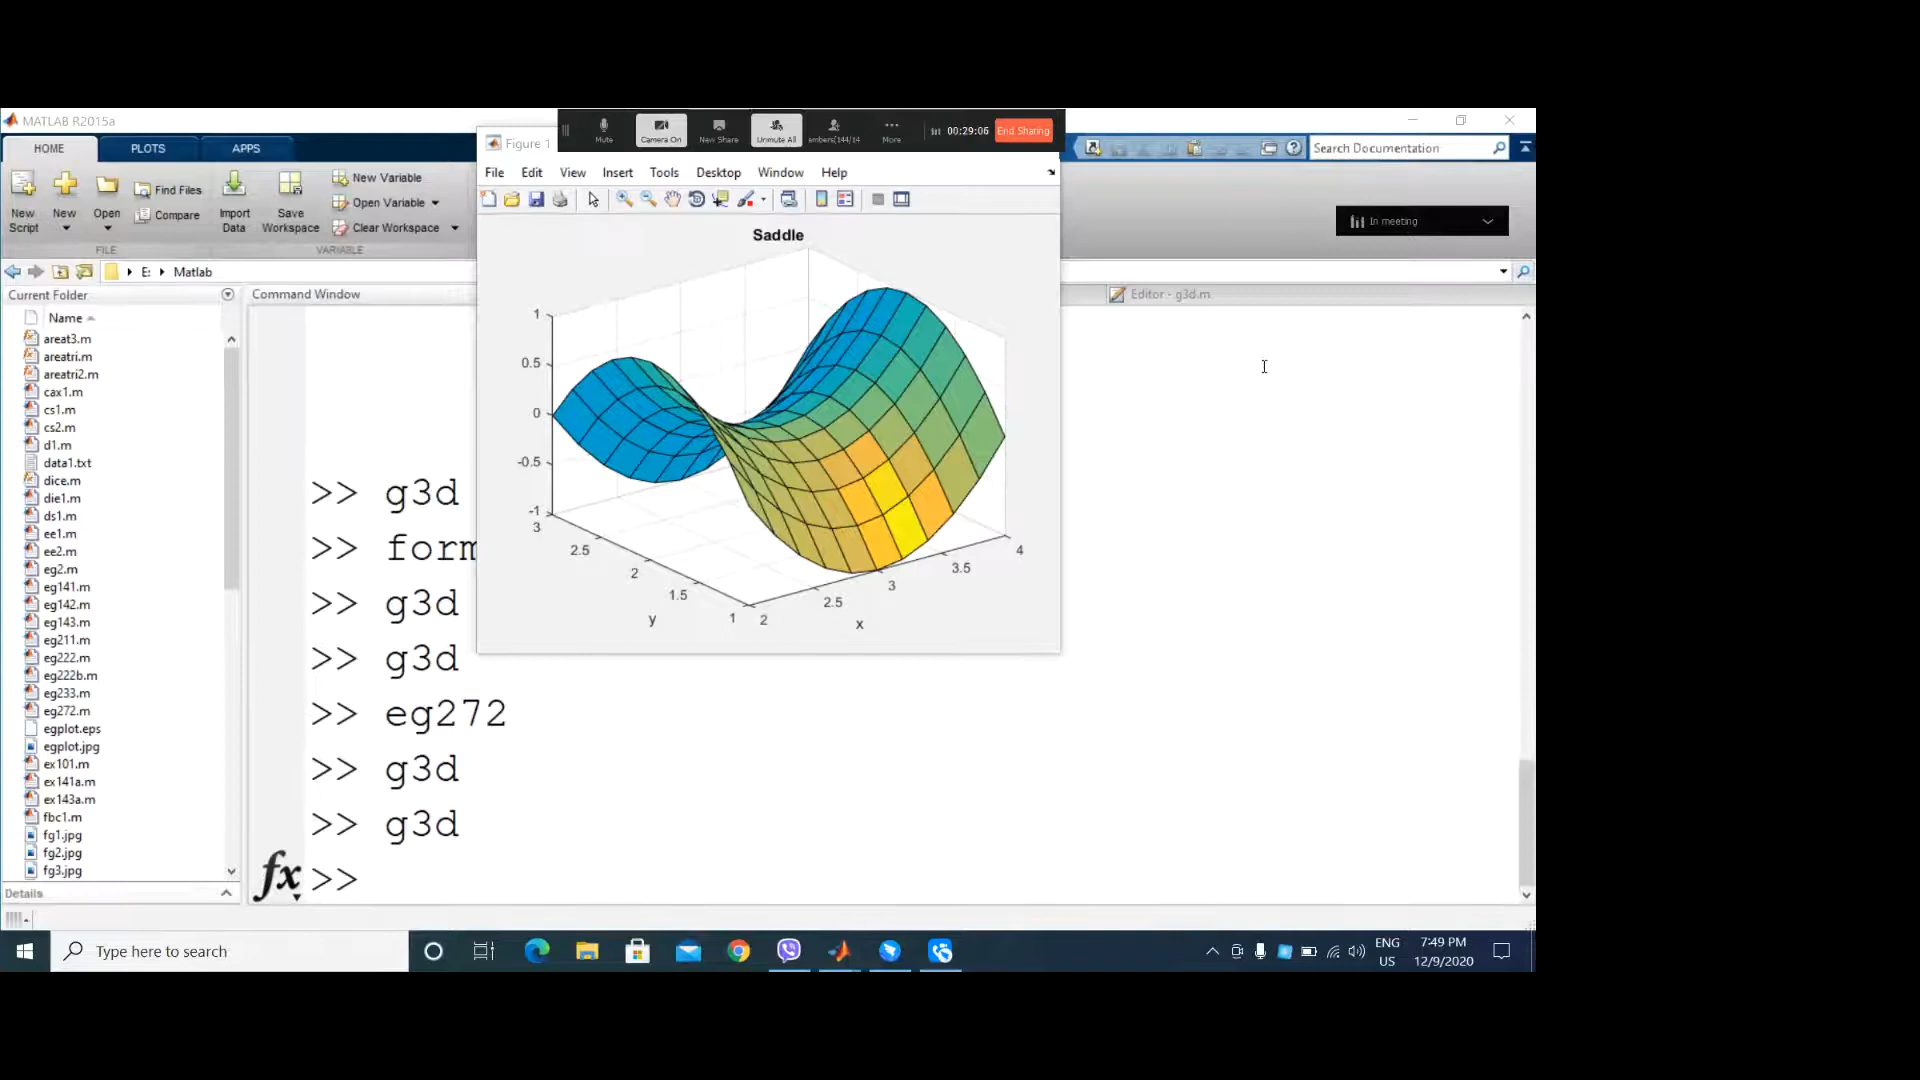 MATLAB R2015a
HOME
PLOTS
APPS
New Script
New
Open
Find Files
Compare
FILE
Import Data
Save Workspace
New Variable
Open Variable
Clear Workspace
VARIABLE
Search Documentation
In meeting
E:
Matlab
Current Folder
Name
areat3.m
areatri.m
areatri2.m
cax1.m
cs1.m
cs2.m
d1.m
data1.txt
dice.m
die1.m
ds1.m
ee1.m
ee2.m
eg2.m
eg141.m
eg142.m
eg143.m
eg211.m
eg222.m
eg222b.m
eg233.m
eg272.m
egplot.eps
egplot.jpg
ex101.m
ex141a.m
ex143a.m
fbc1.m
fg1.jpg
fg2.jpg
fg3.jpg
Details
Command Window
Editor - g3d.m
>> g3d
>> form
>> g3d
>> g3d
>> eg272
>> g3d
>> g3d
fx >>
Figure 1
Mute
Camera On
New Share
Unmute All
embers(144/14
More
00:29:06
End Sharing
File Edit View Insert Tools Desktop Window Help
Saddle
1
0.5
0
-0.5
-1
3
2.5
2
1.5
1
y
2
2.5
3
3.5
4
x
Type here to search
ENG
US
7:49 PM
12/9/2020